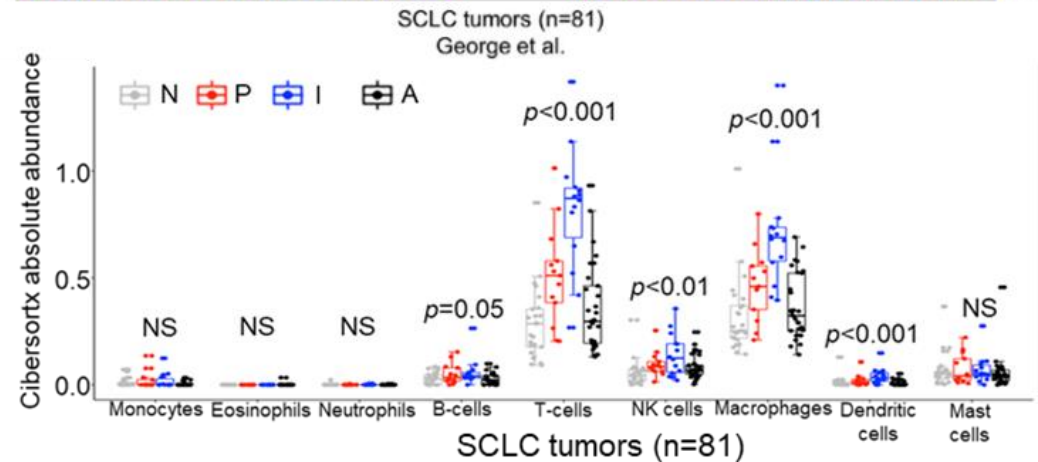 SCLC tumors (n=81)
George et al.
Cibersortx absolute abundance
N P I A
p<0.001
p<0.001
1.0
0.5
p<0.01
p=0.05
NS NS NS
p<0.001
NS
0.0
Monocytes Eosinophils Neutrophils B-cells T-cells NK cells Macrophages Dendritic cells Mast cells
SCLC tumors (n=81)